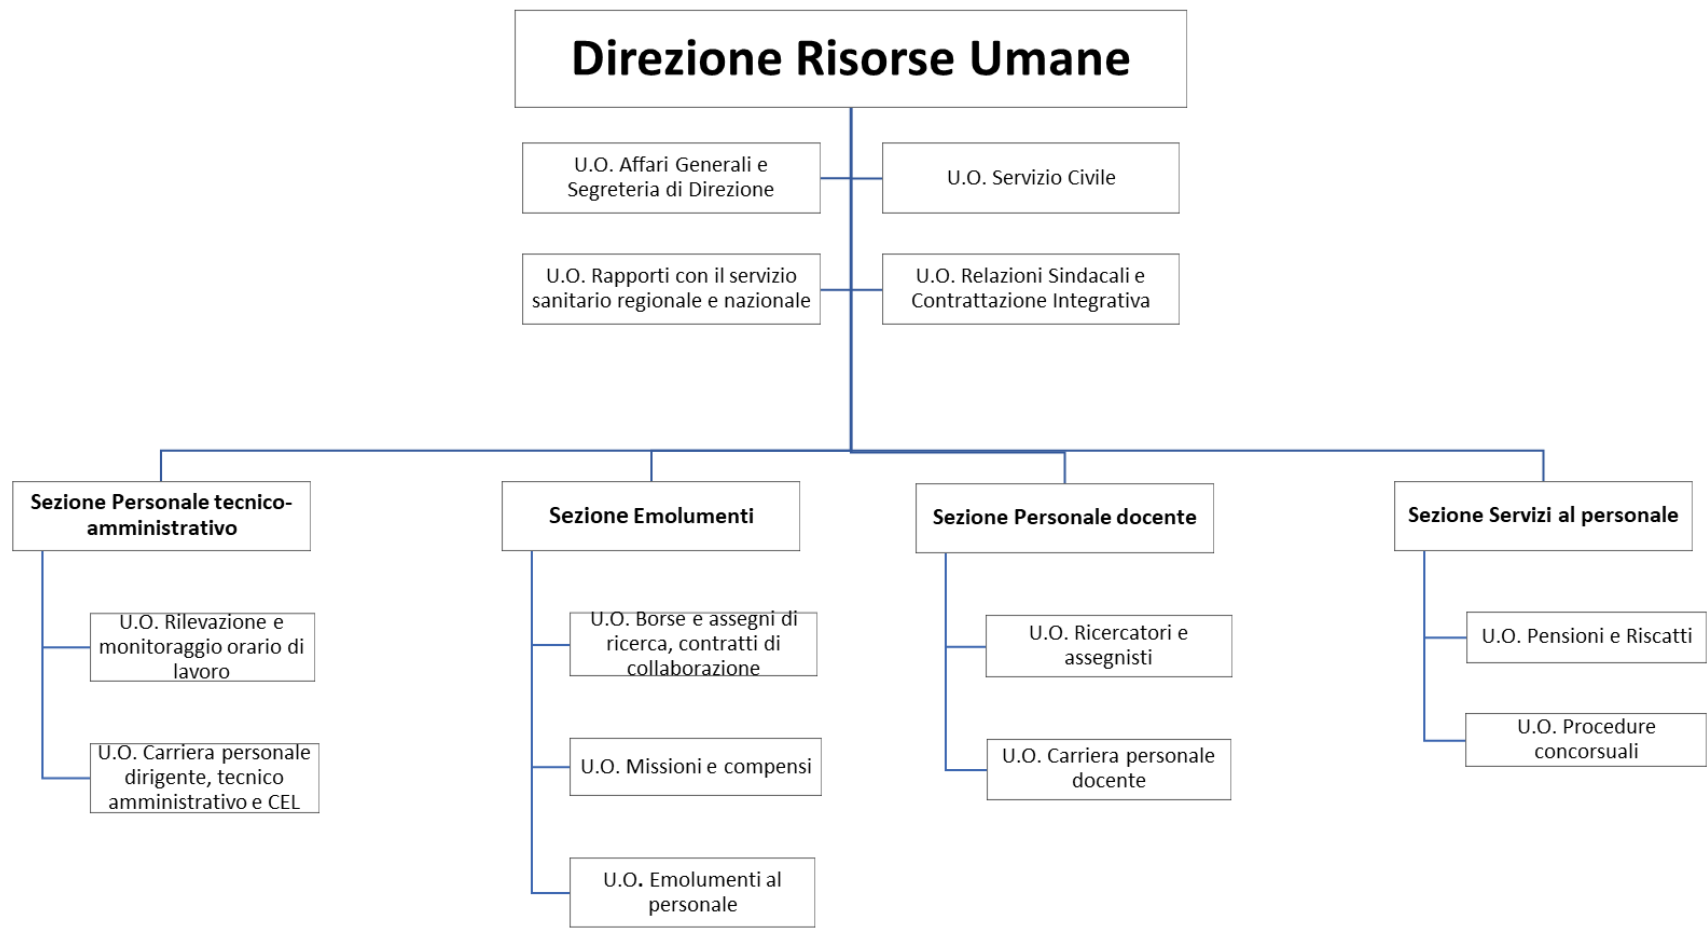 Direzione Risorse Umane
U.O. Affari Generali e
Segreteria di Direzione
U.O. Servizio Civile
U.O. Rapporti con il servizio
sanitario regionale e nazionale
U.O. Relazioni Sindacali e
Contrattazione Integrativa
Sezione Personale tecnico-
amministrativo
U.O. Rilevazione e
monitoraggio orario di
lavoro
U.O. Carriera personale
dirigente, tecnico
amministrativo e CEL
Sezione Emolumenti
U.O. Borse e assegni di
ricerca, contratti di
collaborazione
U.O. Missioni e compensi
U.O. Emolumenti al
personale
Sezione Personale docente
U.O. Ricercatori e
assegnisti
U.O. Carriera personale
docente
Sezione Servizi al personale
U.O. Pensioni e Riscatti
U.O. Procedure
concorsuali